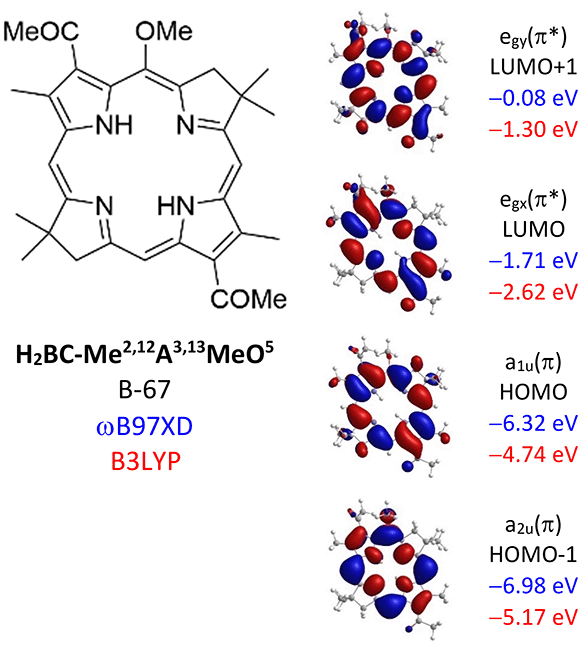 MeOC
OMe
NH
N
N
HN
COMe
H₂BC-Me²,¹²A³,¹³MeO⁵
B-67
ωB97XD
B3LYP
e_gy(π*)
LUMO+1
−0.08 eV
−1.30 eV
e_gx(π*)
LUMO
−1.71 eV
−2.62 eV
a₁ᵤ(π)
HOMO
−6.32 eV
−4.74 eV
a₂ᵤ(π)
HOMO-1
−6.98 eV
−5.17 eV